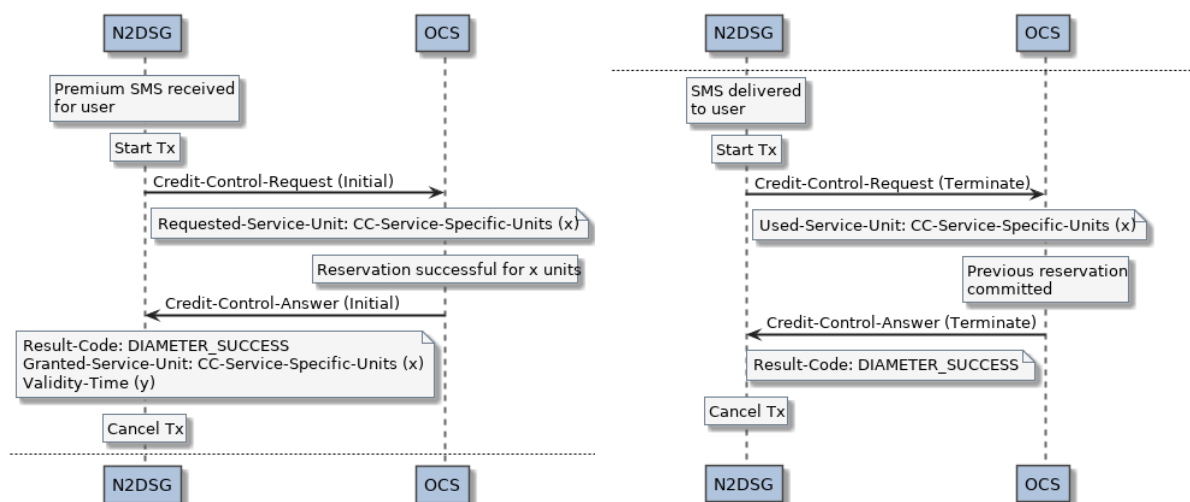 N2DSG
OCS
Premium SMS received
for user
Start Tx
Credit-Control-Request (Initial)
Requested-Service-Unit: CC-Service-Specific-Units (x)
Reservation successful for x units
Credit-Control-Answer (Initial)
Result-Code: DIAMETER_SUCCESS
Granted-Service-Unit: CC-Service-Specific-Units (x)
Validity-Time (y)
Cancel Tx
N2DSG
OCS
N2DSG
OCS
SMS delivered
to user
Start Tx
Credit-Control-Request (Terminate)
Used-Service-Unit: CC-Service-Specific-Units (x)
Previous reservation
committed
Credit-Control-Answer (Terminate)
Result-Code: DIAMETER_SUCCESS
Cancel Tx
N2DSG
OCS